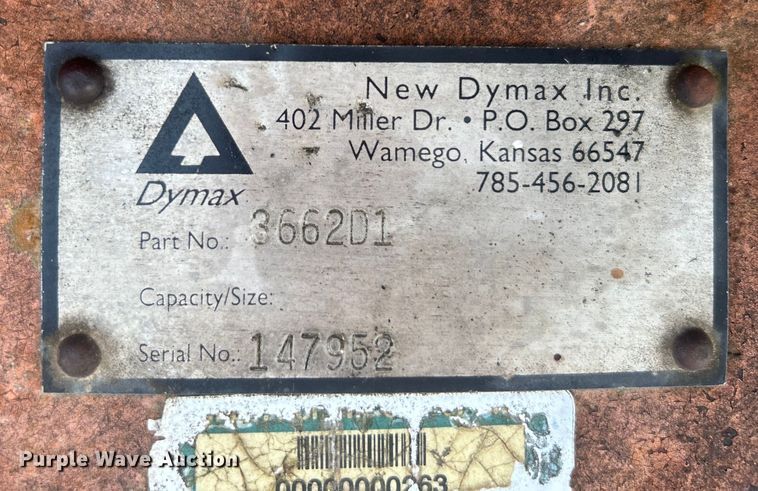 New Dymax Inc.
402 Miller Dr. • P.O. Box 297
Wamego, Kansas 66547
785-456-2081
Dymax
Part No.: 3662D1
Capacity/Size:
Serial No.: 147952
00000000263
Purple Wave Auction